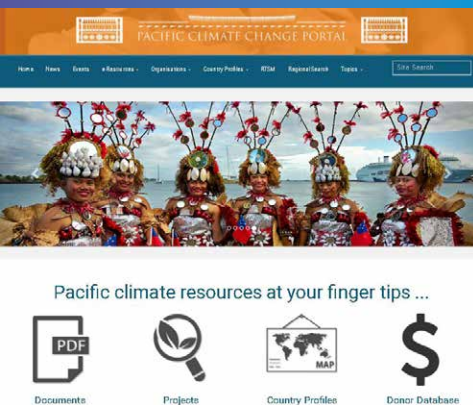 PACIFIC CLIMATE CHANGE PORTAL
Home News Events e-Resources Organisations Country Profiles RTSM Regional Search Topics Site Search
Pacific climate resources at your finger tips ...
PDF MAP
Documents Projects Country Profiles Donor Database